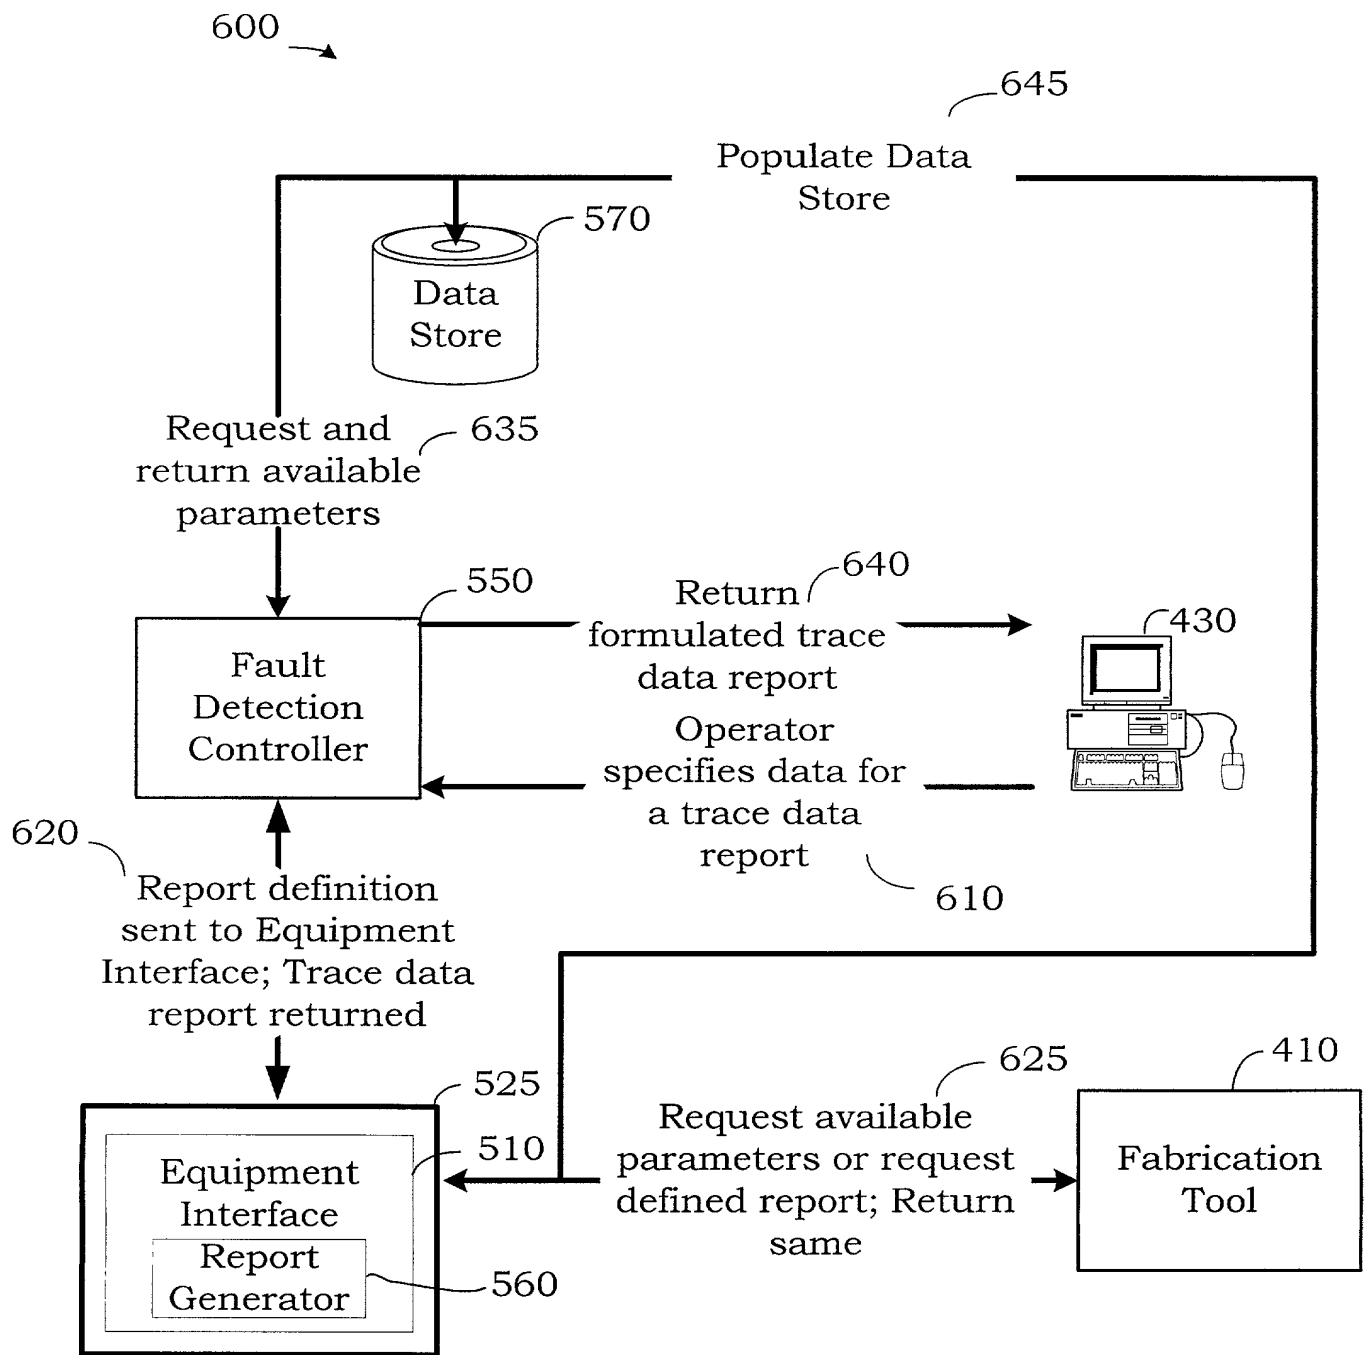 600
645
Populate Data
Store
570
Data
Store
Request and
return available
parameters
635
550
Fault
Detection
Controller
640
Return
formulated trace
data report
430
Operator
specifies data for
a trace data
report
610
620
Report definition
sent to Equipment
Interface; Trace data
report returned
525
510
Equipment
Interface
Report
Generator
560
625
Request available
parameters or request
defined report; Return
same
410
Fabrication
Tool